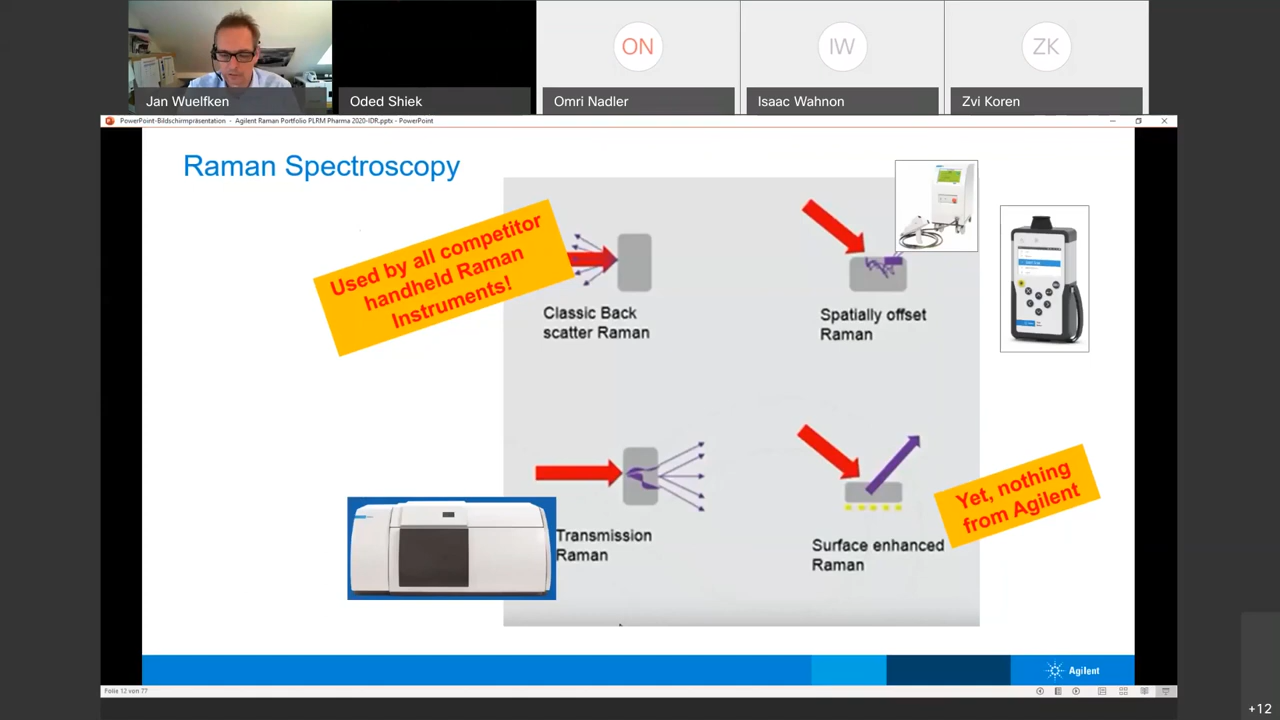 ON
IW
ZK
Jan Wuelfken
Oded Shiek
Omri Nadler
Isaac Wahnon
Zvi Koren
PowerPoint-Bildschirmpräsentation - Agilent Raman Portfolio PLRM Pharma 2020-IDR.pptx - PowerPoint
Raman Spectroscopy
Used by all competitor
handheld Raman
Instruments!
Classic Back
scatter Raman
Spatially offset
Raman
Transmission
Raman
Surface enhanced
Raman
Yet, nothing
from Agilent
Agilent
Folie 12 von 77
+12